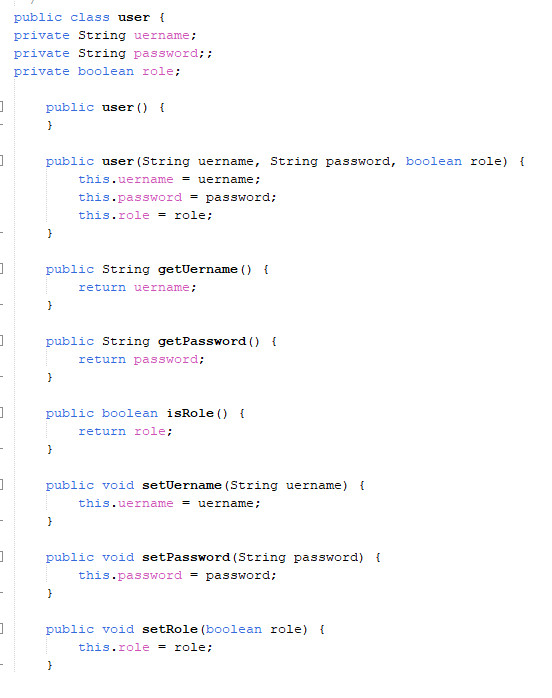 public class user {
private String uername;
private String password;;
private boolean role;
public user() {
}
public user(String uername, String password, boolean role) {
this.uername = uername;
this.password = password;
this.role = role;
}
public String getUername() {
return uername;
}
public String getPassword() {
return password;
}
public boolean isRole() {
return role;
}
public void setUername(String uername) {
this.uername = uername;
}
public void setPassword(String password) {
this.password = password;
}
public void setRole(boolean role) {
this.role = role;
}